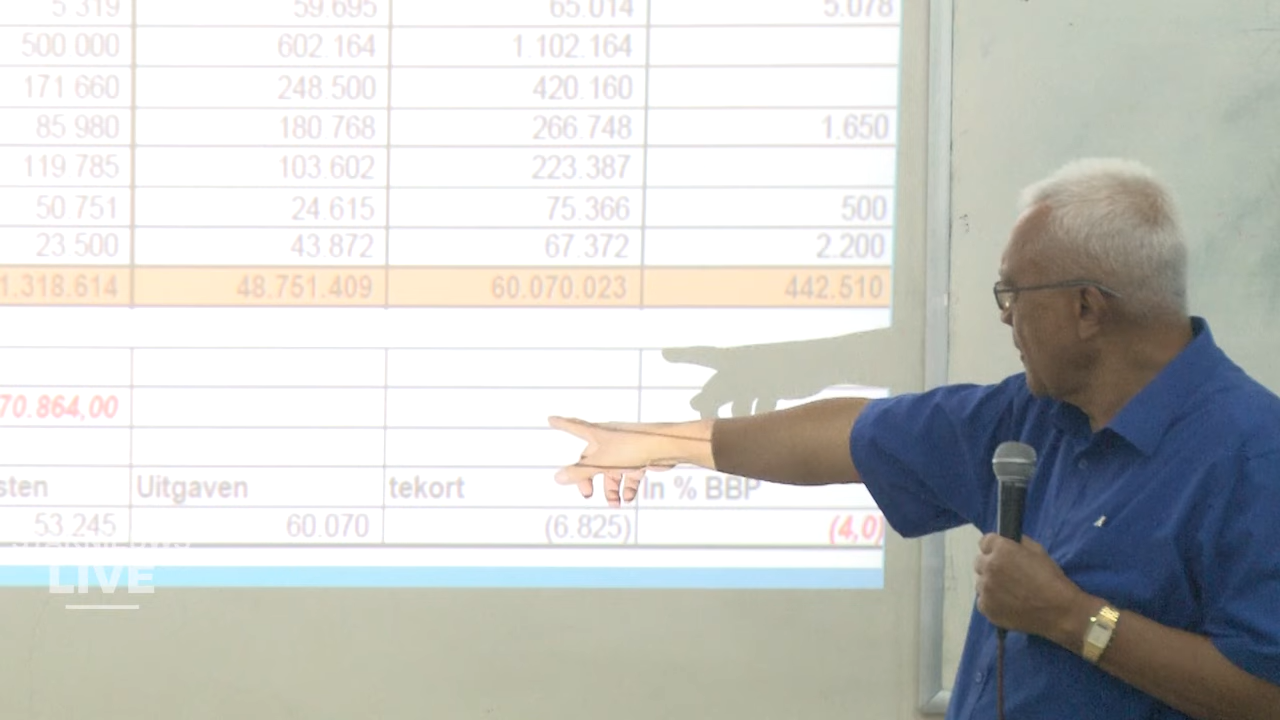 5 319 59.695 65.014 5.078
500 000 602.164 1.102.164
171 660 248.500 420.160
85 980 180 768 266.748 1.650
119 785 103.602 223.387
50 751 24.615 75.366 500
23 500 43.872 67.372 2.200
1.318.614 48.751.409 60.070.023 442.510
70.864,00
sten Uitgaven tekort In % BBP
53.245 60.070 (6.825) (4,0)
LIVE